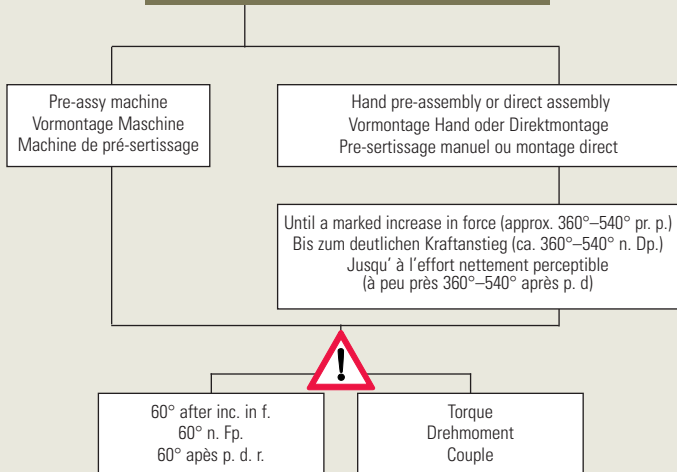 Pre-assy machine
Vormontage Maschine
Machine de pré-sertissage
Hand pre-assembly or direct assembly
Vormontage Hand oder Direktmontage
Pre-sertissage manuel ou montage direct
Until a marked increase in force (approx. 360°–540° pr. p.)
Bis zum deutlichen Kraftanstieg (ca. 360°–540° n. Dp.)
Jusqu’ à l’effort nettement perceptible
(à peu près 360°–540° après p. d)
!
60° after inc. in f.
60° n. Fp.
60° apès p. d. r.
Torque
Drehmoment
Couple